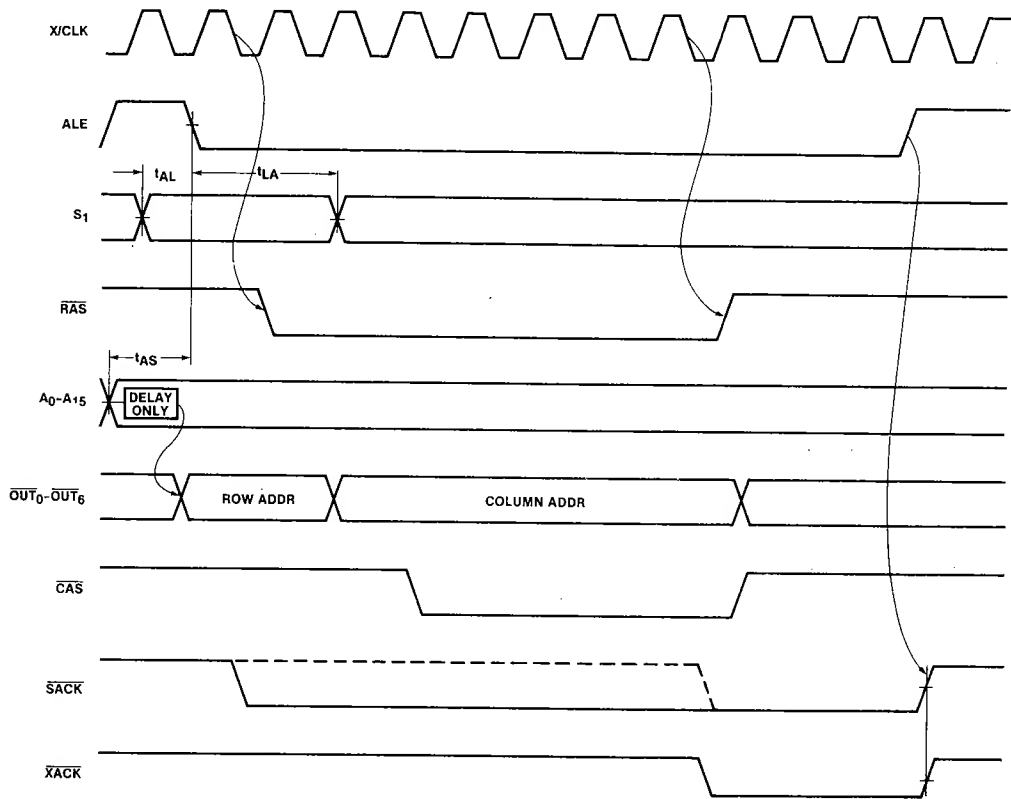 X/CLK
ALE
tAL
tLA
S1
RAS
tAS
A0–A15
DELAY
ONLY
OUT0–OUT6
ROW ADDR
COLUMN ADDR
CAS
SACK
XACK